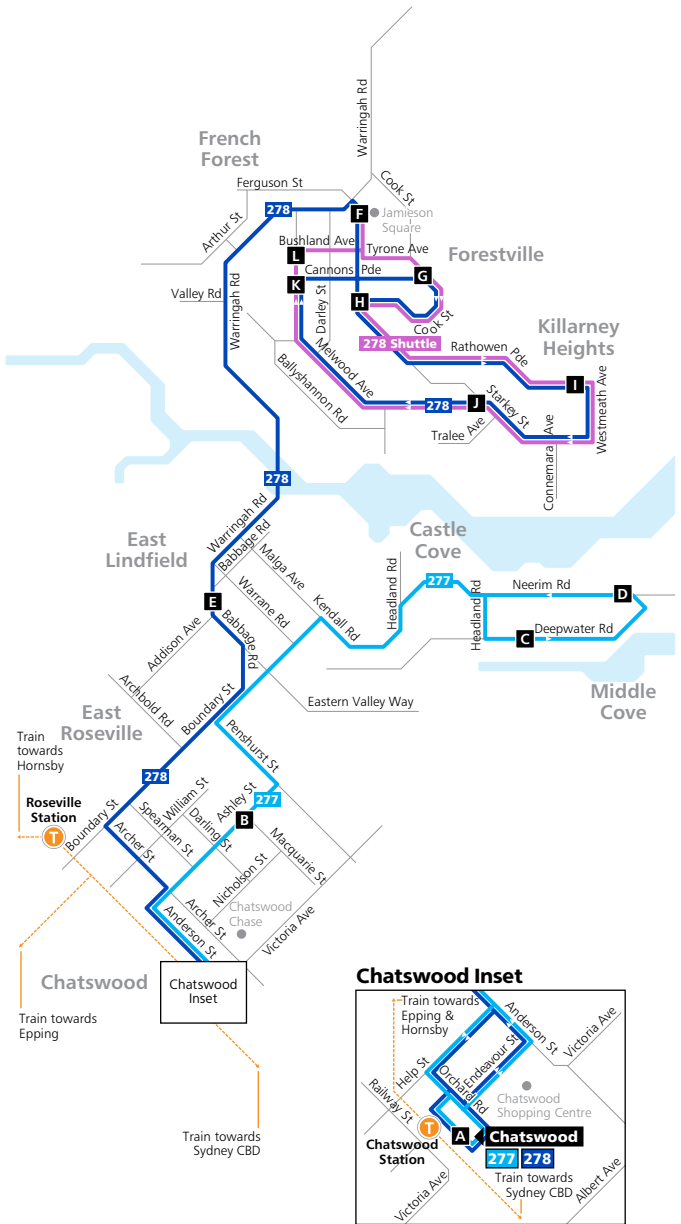 Warringah Rd
French
Forest
Ferguson St
Cook St
278
F
Jamieson
Square
Arthur St
Bushland Ave
Tyrone Ave
L
Forestville
Cannons Pde
G
K
Valley Rd
H
Warringah Rd
Darley St
Cook St
Killarney
Heights
278 Shuttle
Rathowen Pde
Melwood Ave
I
Ballyshannon Rd
Starkey St
Westmeath Ave
278
J
Tralee Ave
Connemara Ave
278
Warringah Rd
Babbage Rd
East
Lindfield
Castle
Cove
Malga Ave
Headland Rd
277
Headland Rd
Neerim Rd
D
Warrane Rd
E
Kendall Rd
Babbage Rd
Deepwater Rd
C
Addison Ave
Archbold Rd
Boundary St
Eastern Valley Way
Middle
Cove
East
Roseville
Penshurst St
Train
towards
Hornsby
278
Roseville
Station
T
William St
Ashley St
277
Boundary St
Spearman St
Darling St
B
Archer St
Macquarie St
Nicholson St
Archer St
Chatswood
Chase
Victoria Ave
Anderson St
Chatswood
Chatswood
Inset
Train towards
Epping
Train towards
Sydney CBD
Chatswood Inset
Train towards
Epping &
Hornsby
Anderson St
Victoria Ave
Help St
Endeavour St
Orchard Rd
Railway St
Chatswood
Shopping Centre
T
A
Chatswood
Chatswood
Station
277
278
Train towards
Sydney CBD
Victoria Ave
Albert Ave